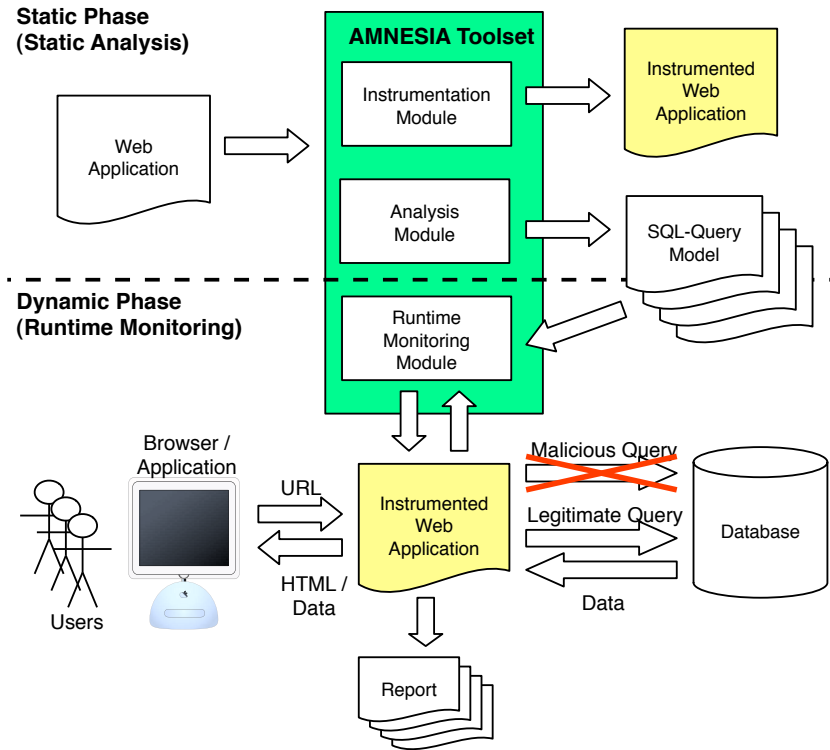 Static Phase
(Static Analysis)
AMNESIA Toolset
Instrumentation
Module
Instrumented
Web
Application
Web
Application
Analysis
Module
SQL-Query
Model
Dynamic Phase
(Runtime Monitoring)
Runtime
Monitoring
Module
Browser /
Application
URL
Instrumented
Web
Application
Malicious Query
Legitimate Query
Database
HTML /
Data
Data
Users
Report